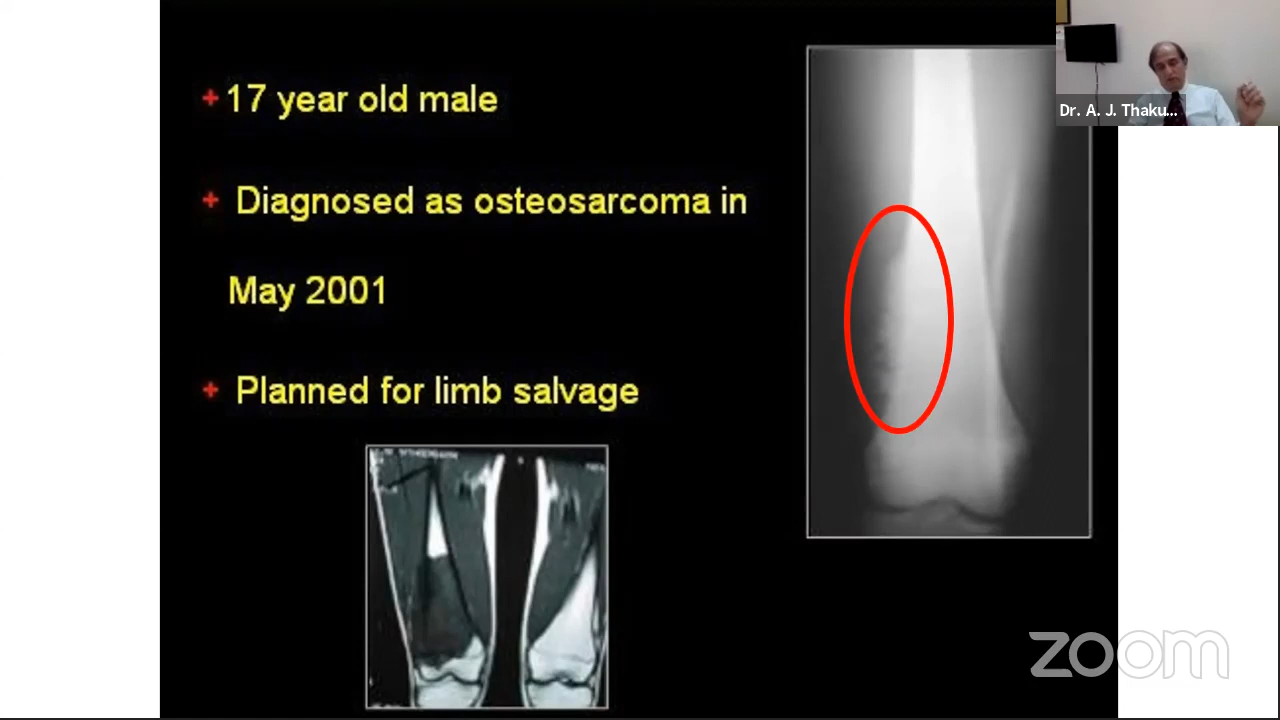 + 17 year old male
+ Diagnosed as osteosarcoma in
May 2001
+ Planned for limb salvage
Dr. A. J. Thaku...
zoom